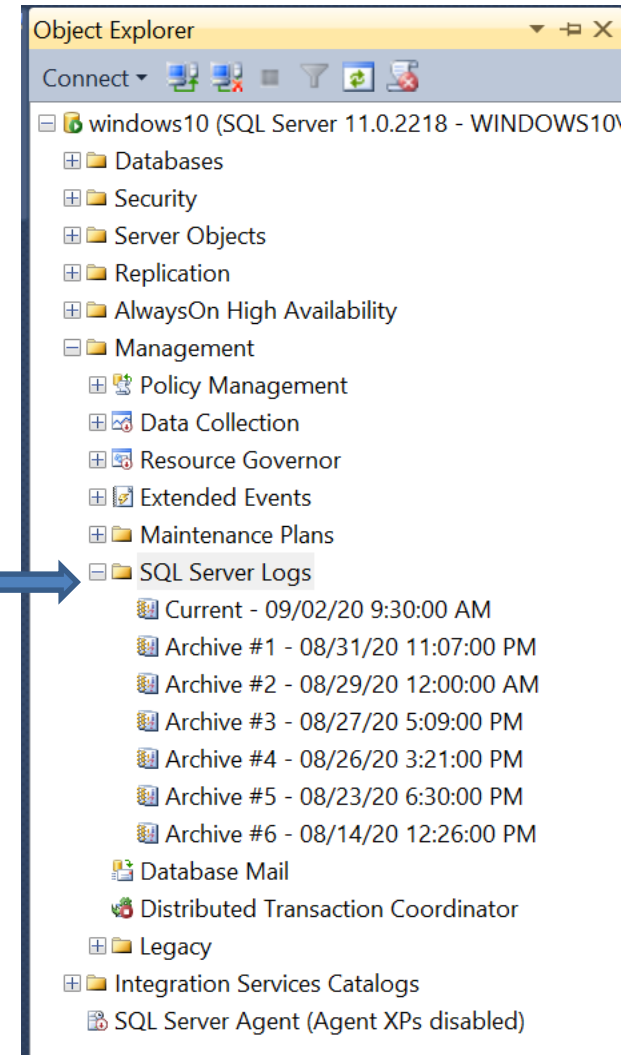 Object Explorer
Connect
windows10 (SQL Server 11.0.2218 - WINDOWS10\
Databases
Security
Server Objects
Replication
AlwaysOn High Availability
Management
Policy Management
Data Collection
Resource Governor
Extended Events
Maintenance Plans
SQL Server Logs
Current - 09/02/20 9:30:00 AM
Archive #1 - 08/31/20 11:07:00 PM
Archive #2 - 08/29/20 12:00:00 AM
Archive #3 - 08/27/20 5:09:00 PM
Archive #4 - 08/26/20 3:21:00 PM
Archive #5 - 08/23/20 6:30:00 PM
Archive #6 - 08/14/20 12:26:00 PM
Database Mail
Distributed Transaction Coordinator
Legacy
Integration Services Catalogs
SQL Server Agent (Agent XPs disabled)